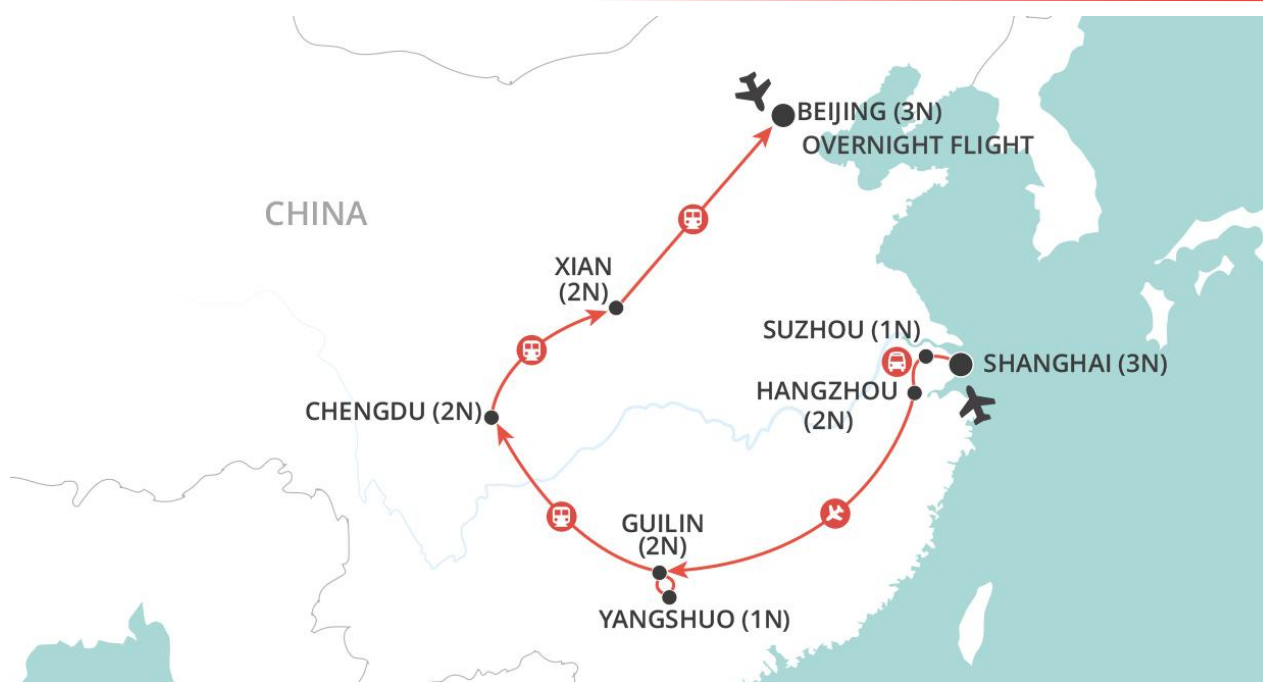 BEIJING (3N)
OVERNIGHT FLIGHT
CHINA
XIAN
(2N)
SUZHOU (1N)
SHANGHAI (3N)
HANGZHOU
(2N)
CHENGDU (2N)
GUILIN
(2N)
YANGSHUO (1N)